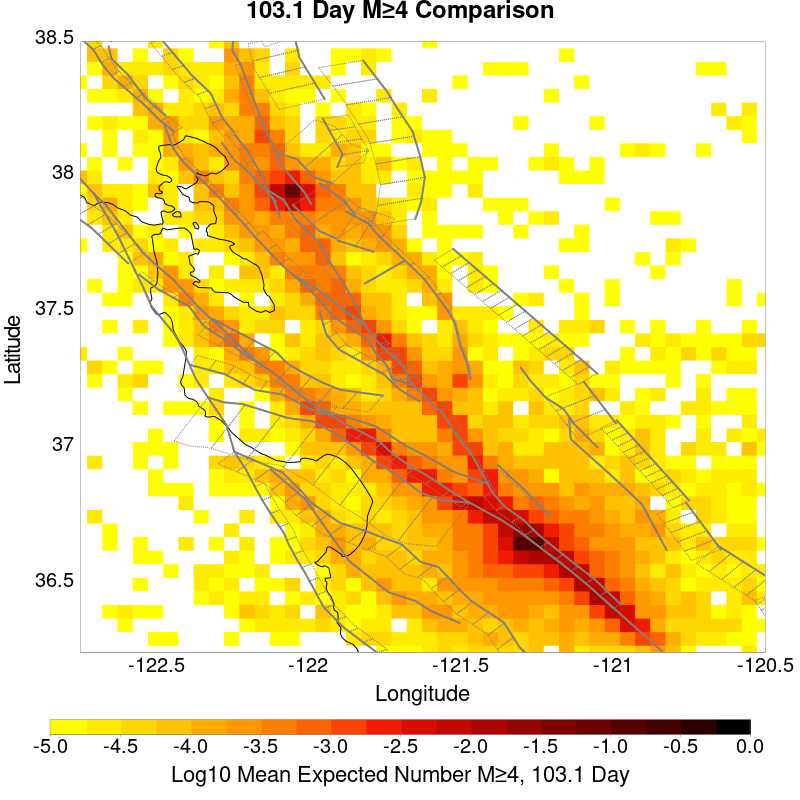 103.1 Day M≥4 Comparison
38.5
38
37.5
37
36.5
Latitude
-122.5 -122 -121.5 -121 -120.5
Longitude
-5.0 -4.5 -4.0 -3.5 -3.0 -2.5 -2.0 -1.5 -1.0 -0.5 0.0
Log10 Mean Expected Number M≥4, 103.1 Day